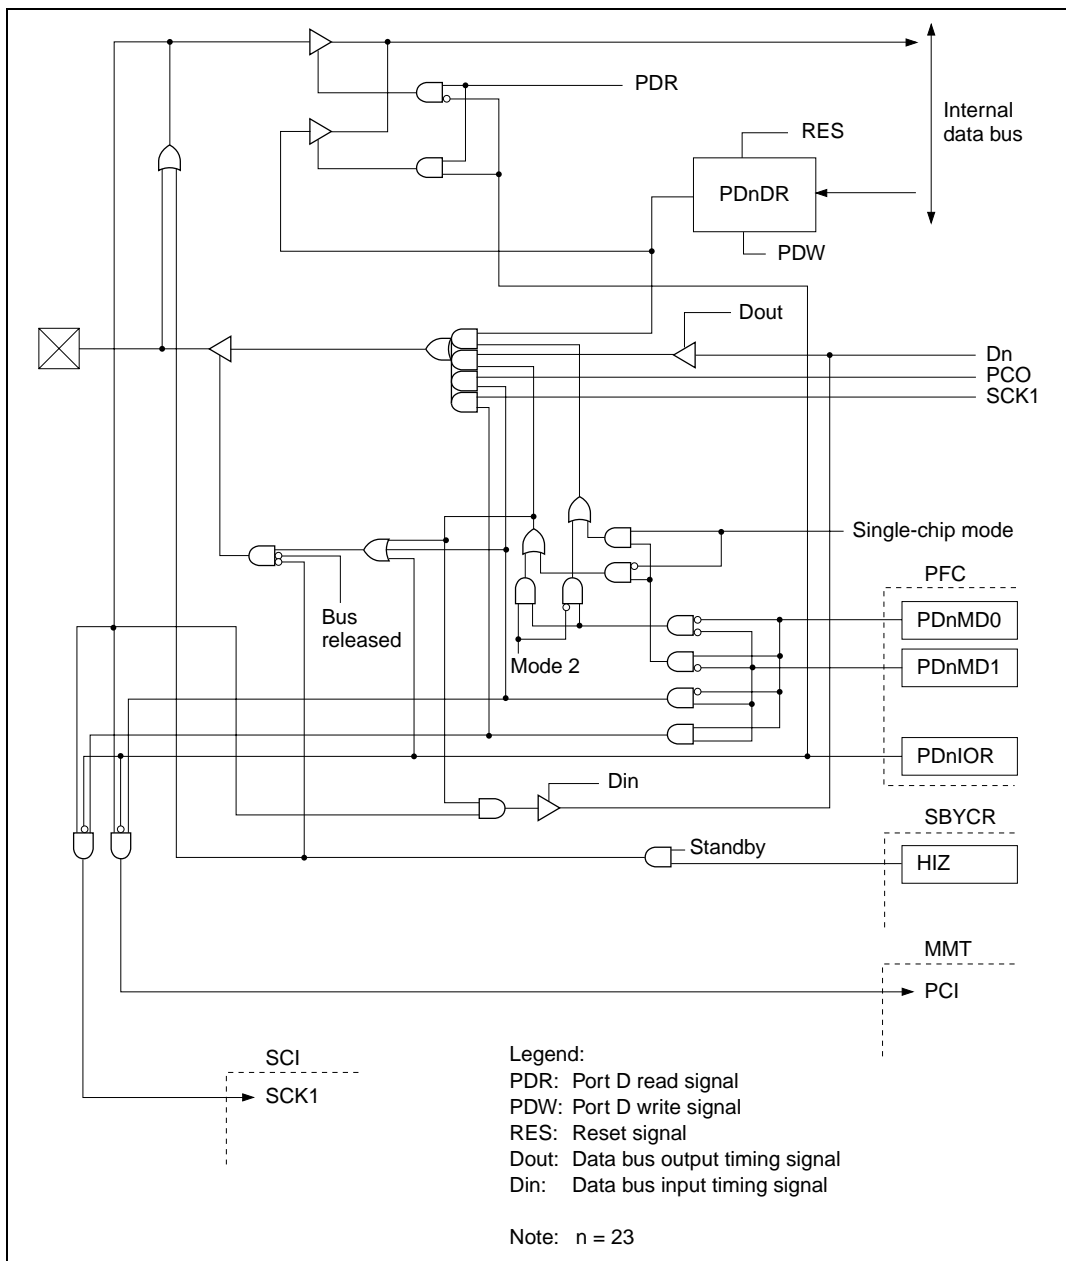 PDR
Internal
data bus
RES
PDnDR
PDW
Dout
Dn
PCO
SCK1
Single-chip mode
PFC
Bus
released
PDnMD0
Mode 2
PDnMD1
PDnIOR
Din
SBYCR
Standby
HIZ
MMT
PCI
SCI
SCK1
Legend:
PDR: Port D read signal
PDW: Port D write signal
RES: Reset signal
Dout: Data bus output timing signal
Din: Data bus input timing signal
Note: n = 23